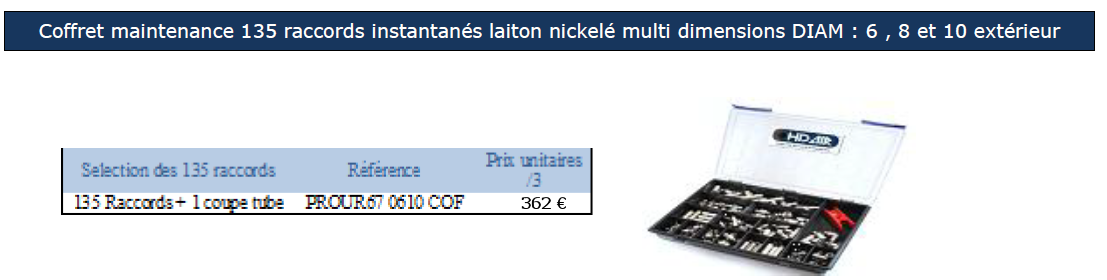 Coffret maintenance 135 raccords instantanés laiton nickelé multi dimensions DIAM : 6 , 8 et 10 extérieur
HDAIR
Selection des 135 raccords Référence Prix unitaires /3
135 Raccords + 1 coupe tube PROUR67 0610 COF 362 €